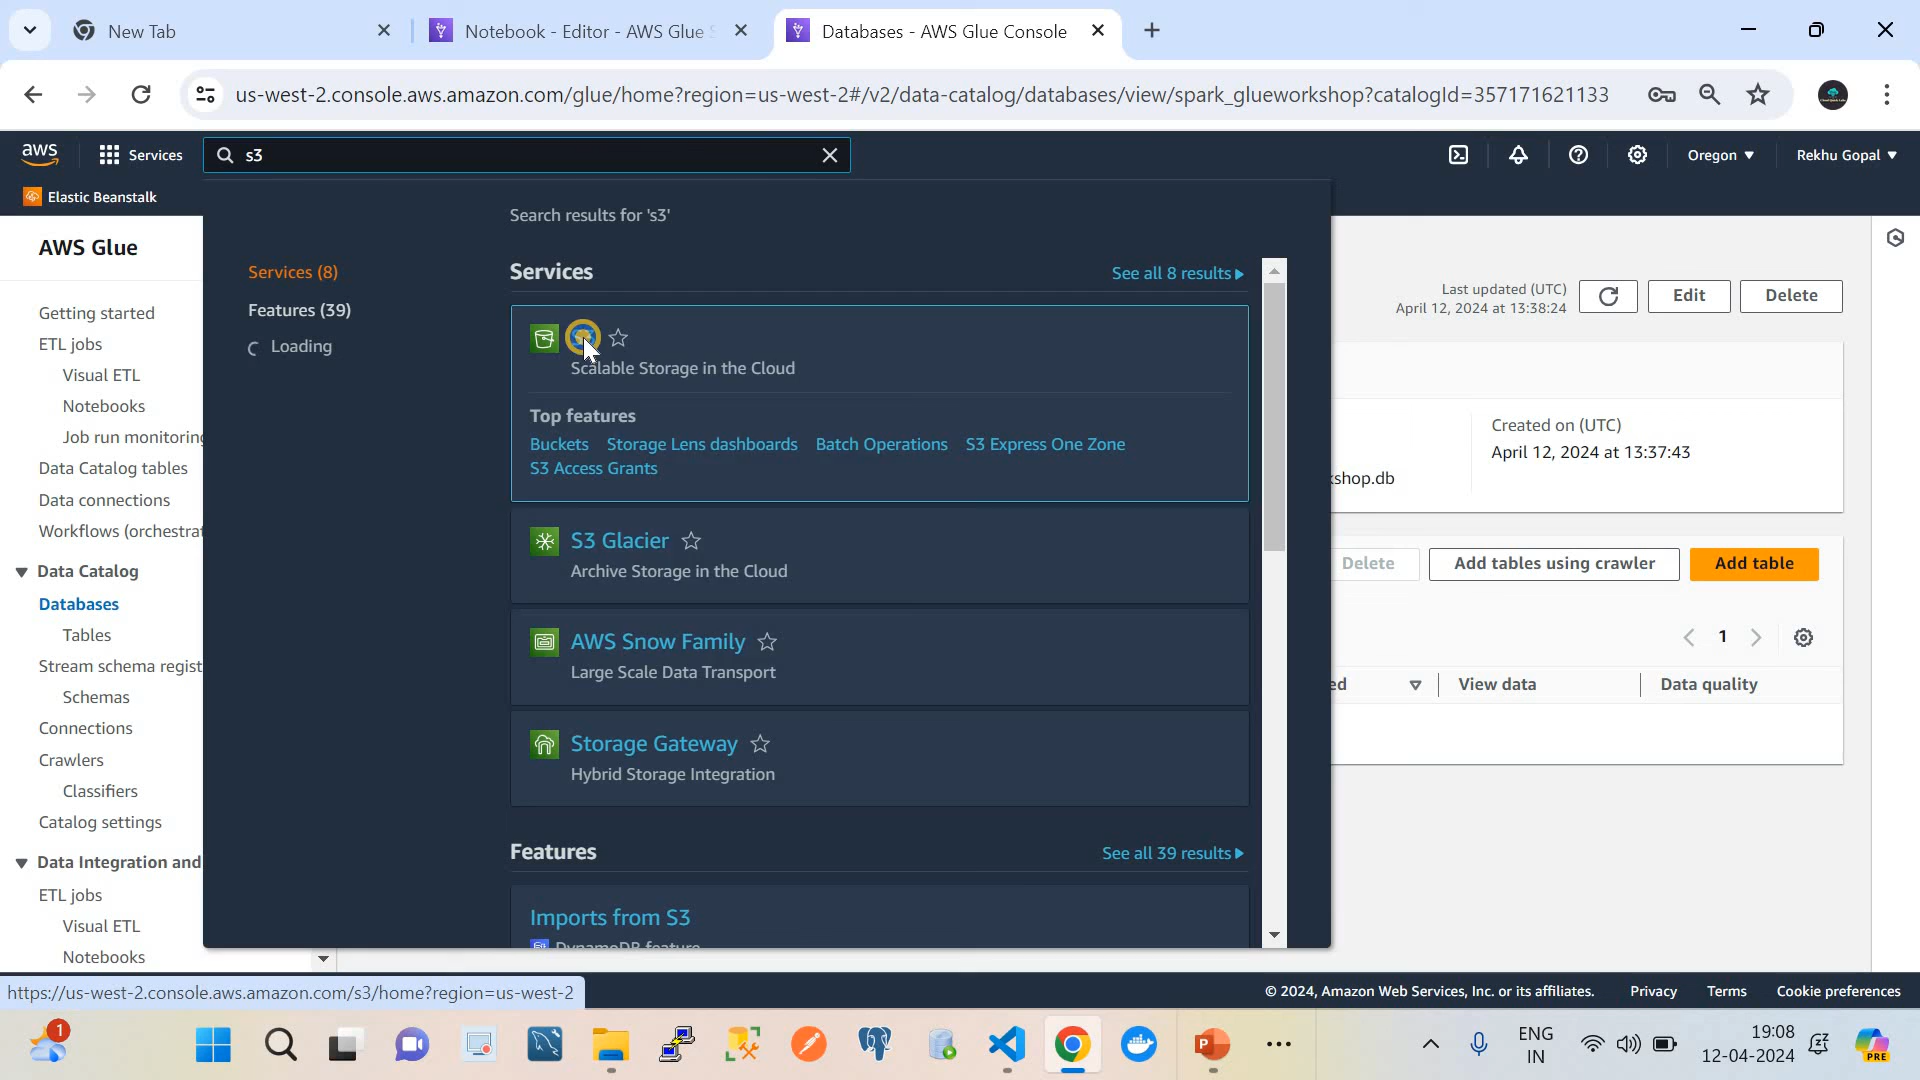 New Tab
Notebook - Editor - AWS Glue S
Databases - AWS Glue Console
us-west-2.console.aws.amazon.com/glue/home?region=us-west-2#/v2/data-catalog/databases/view/spark_glueworkshop?catalogId=357171621133
aws
Services
s3
Oregon
Rekhu Gopal
Elastic Beanstalk
AWS Glue
Getting started
ETL jobs
Visual ETL
Notebooks
Job run monitoring
Data Catalog tables
Data connections
Workflows (orchestrat
Data Catalog
Databases
Tables
Stream schema regist
Schemas
Connections
Crawlers
Classifiers
Catalog settings
Data Integration and
ETL jobs
Visual ETL
Notebooks
Search results for 's3'
Services (8)
Features (39)
Loading
Services
See all 8 results
Scalable Storage in the Cloud
Top features
Buckets Storage Lens dashboards Batch Operations S3 Express One Zone
S3 Access Grants
S3 Glacier
Archive Storage in the Cloud
AWS Snow Family
Large Scale Data Transport
Storage Gateway
Hybrid Storage Integration
Features
See all 39 results
Imports from S3
DynamoDB feature
Last updated (UTC)
April 12, 2024 at 13:38:24
Edit
Delete
Created on (UTC)
April 12, 2024 at 13:37:43
kshop.db
Delete
Add tables using crawler
Add table
1
ed
View data
Data quality
https://us-west-2.console.aws.amazon.com/s3/home?region=us-west-2
© 2024, Amazon Web Services, Inc. or its affiliates.
Privacy
Terms
Cookie preferences
1
ENG
IN
19:08
12-04-2024
PRE